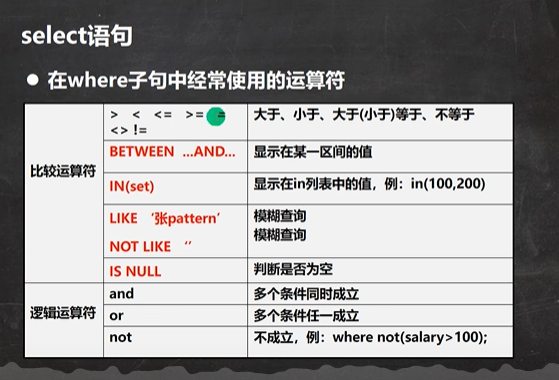 select语句
● 在where子句中经常使用的运算符
比较运算符
> < <= >= =
<> !=
大于、小于、大于(小于)等于、不等于
BETWEEN ...AND...
显示在某一区间的值
IN(set)
显示在in列表中的值，例：in(100,200)
LIKE ‘张pattern’
模糊查询
NOT LIKE ‘’
模糊查询
IS NULL
判断是否为空
逻辑运算符
and
多个条件同时成立
or
多个条件任一成立
not
不成立，例：where not(salary>100);